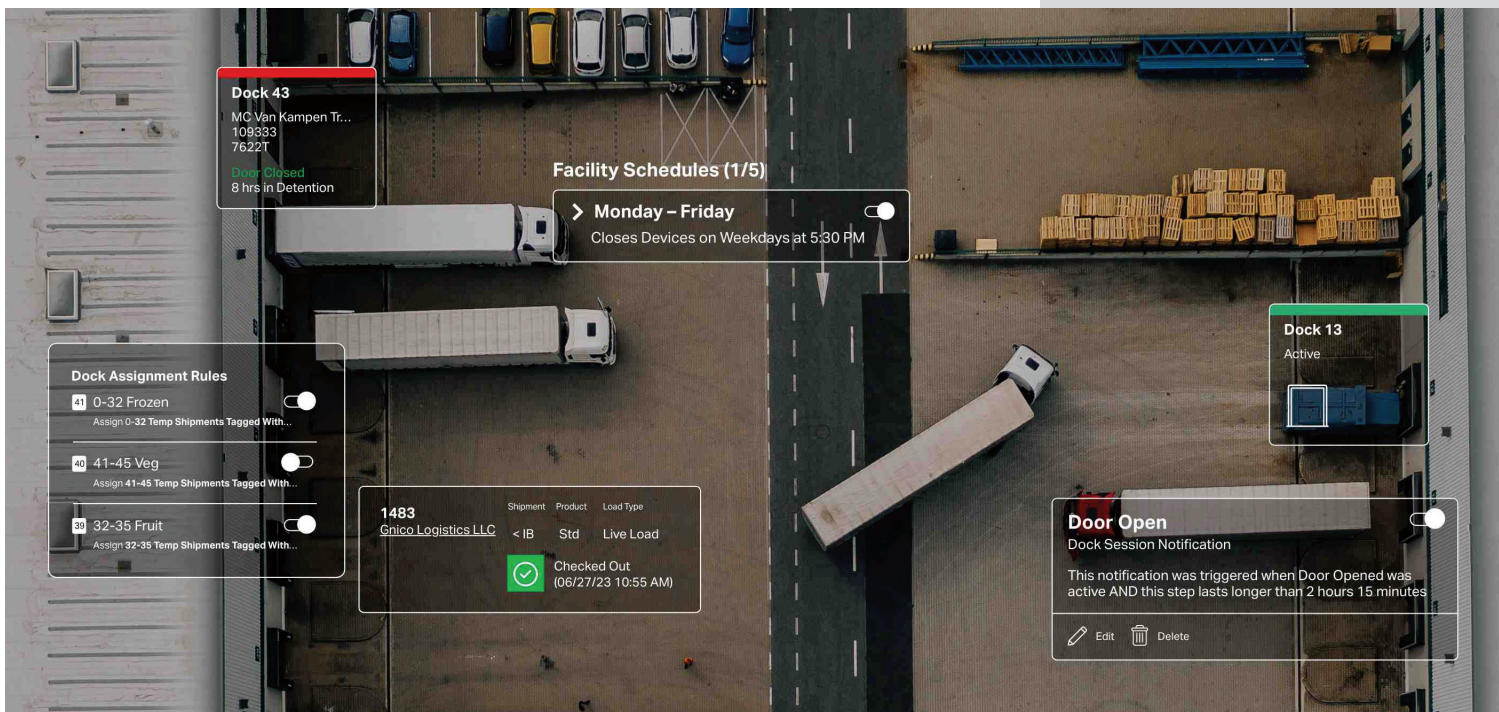 Dock 43
MC Van Kampen Tr...
109333
7622T
Door Closed
8 hrs in Detention
Facility Schedules (1/5)
Monday – Friday
Closes Devices on Weekdays at 5:30 PM
Dock 13
Active
Dock Assignment Rules
41 0-32 Frozen
Assign 0-32 Temp Shipments Tagged With...
40 41-45 Veg
Assign 41-45 Temp Shipments Tagged With...
39 32-35 Fruit
Assign 32-35 Temp Shipments Tagged With...
1483
Gnico Logistics LLC
Shipment Product Load Type
< IB Std Live Load
Checked Out
(06/27/23 10:55 AM)
Door Open
Dock Session Notification
This notification was triggered when Door Opened was
active AND this step lasts longer than 2 hours 15 minutes
Edit Delete